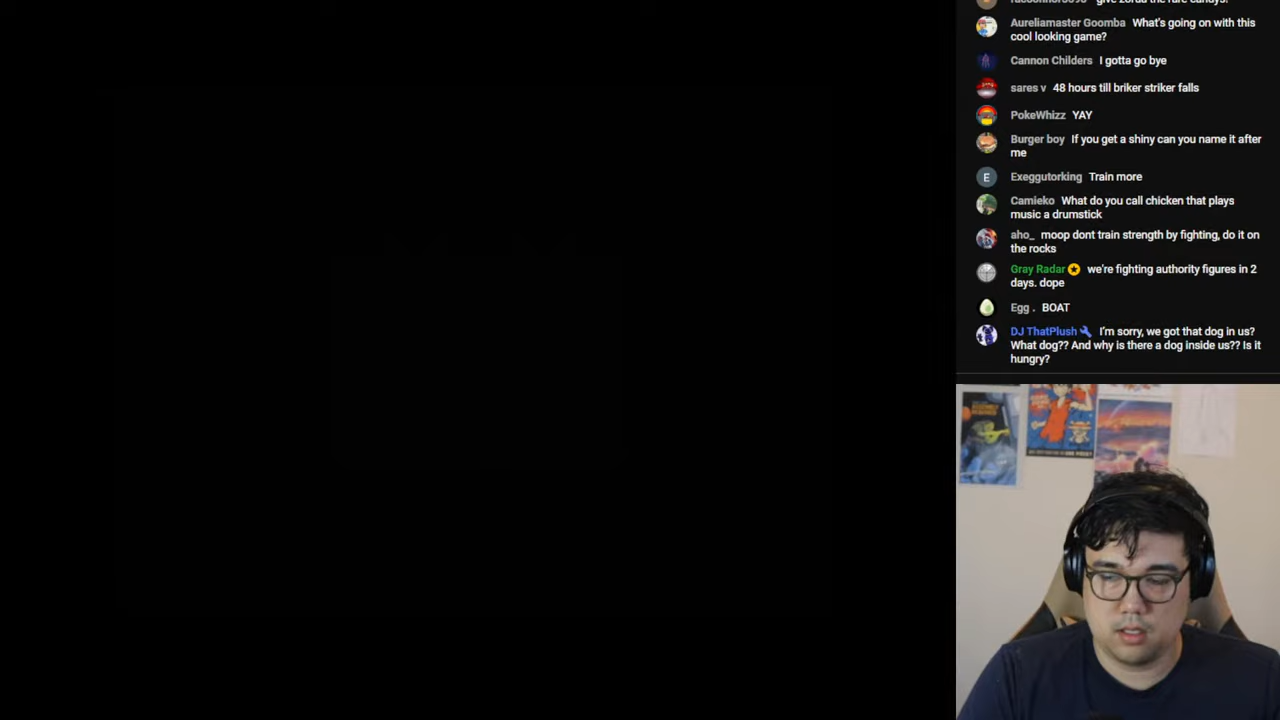 give zorua the rare candys!
Aureliamaster Goomba What's going on with this
cool looking game?
Cannon Childers I gotta go bye
sares v 48 hours till briker striker falls
PokeWhizz YAY
Burger boy If you get a shiny can you name it after
me
E Exeggutorking Train more
Camieko What do you call chicken that plays
music a drumstick
aho_ moop dont train strength by fighting, do it on
the rocks
Gray Radar we're fighting authority figures in 2
days. dope
Egg . BOAT
DJ ThatPlush I'm sorry, we got that dog in us?
What dog?? And why is there a dog inside us?? Is it
hungry?